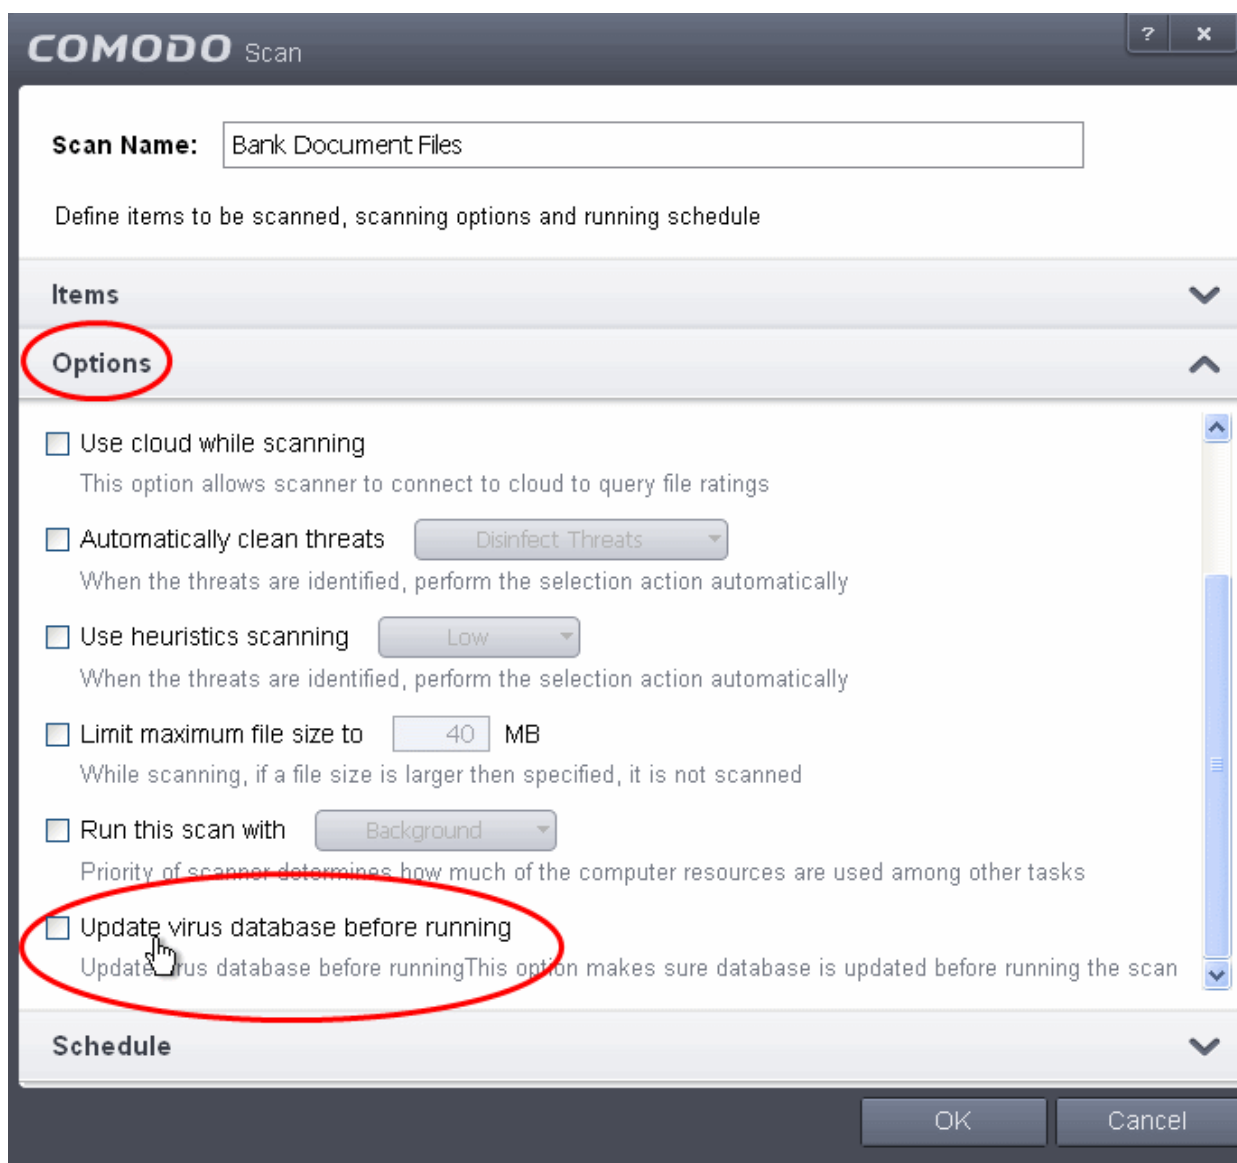 COMODO Scan
?
Scan Name: Bank Document Files
Define items to be scanned, scanning options and running schedule
Items
Options
Use cloud while scanning
This option allows scanner to connect to cloud to query file ratings
Automatically clean threats Disinfect Threats
When the threats are identified, perform the selection action automatically
Use heuristics scanning Low
When the threats are identified, perform the selection action automatically
Limit maximum file size to 40 MB
While scanning, if a file size is larger then specified, it is not scanned
Run this scan with Background
Priority of scanner determines how much of the computer resources are used among other tasks
Update virus database before running
Update virus database before runningThis option makes sure database is updated before running the scan
Schedule
OK Cancel